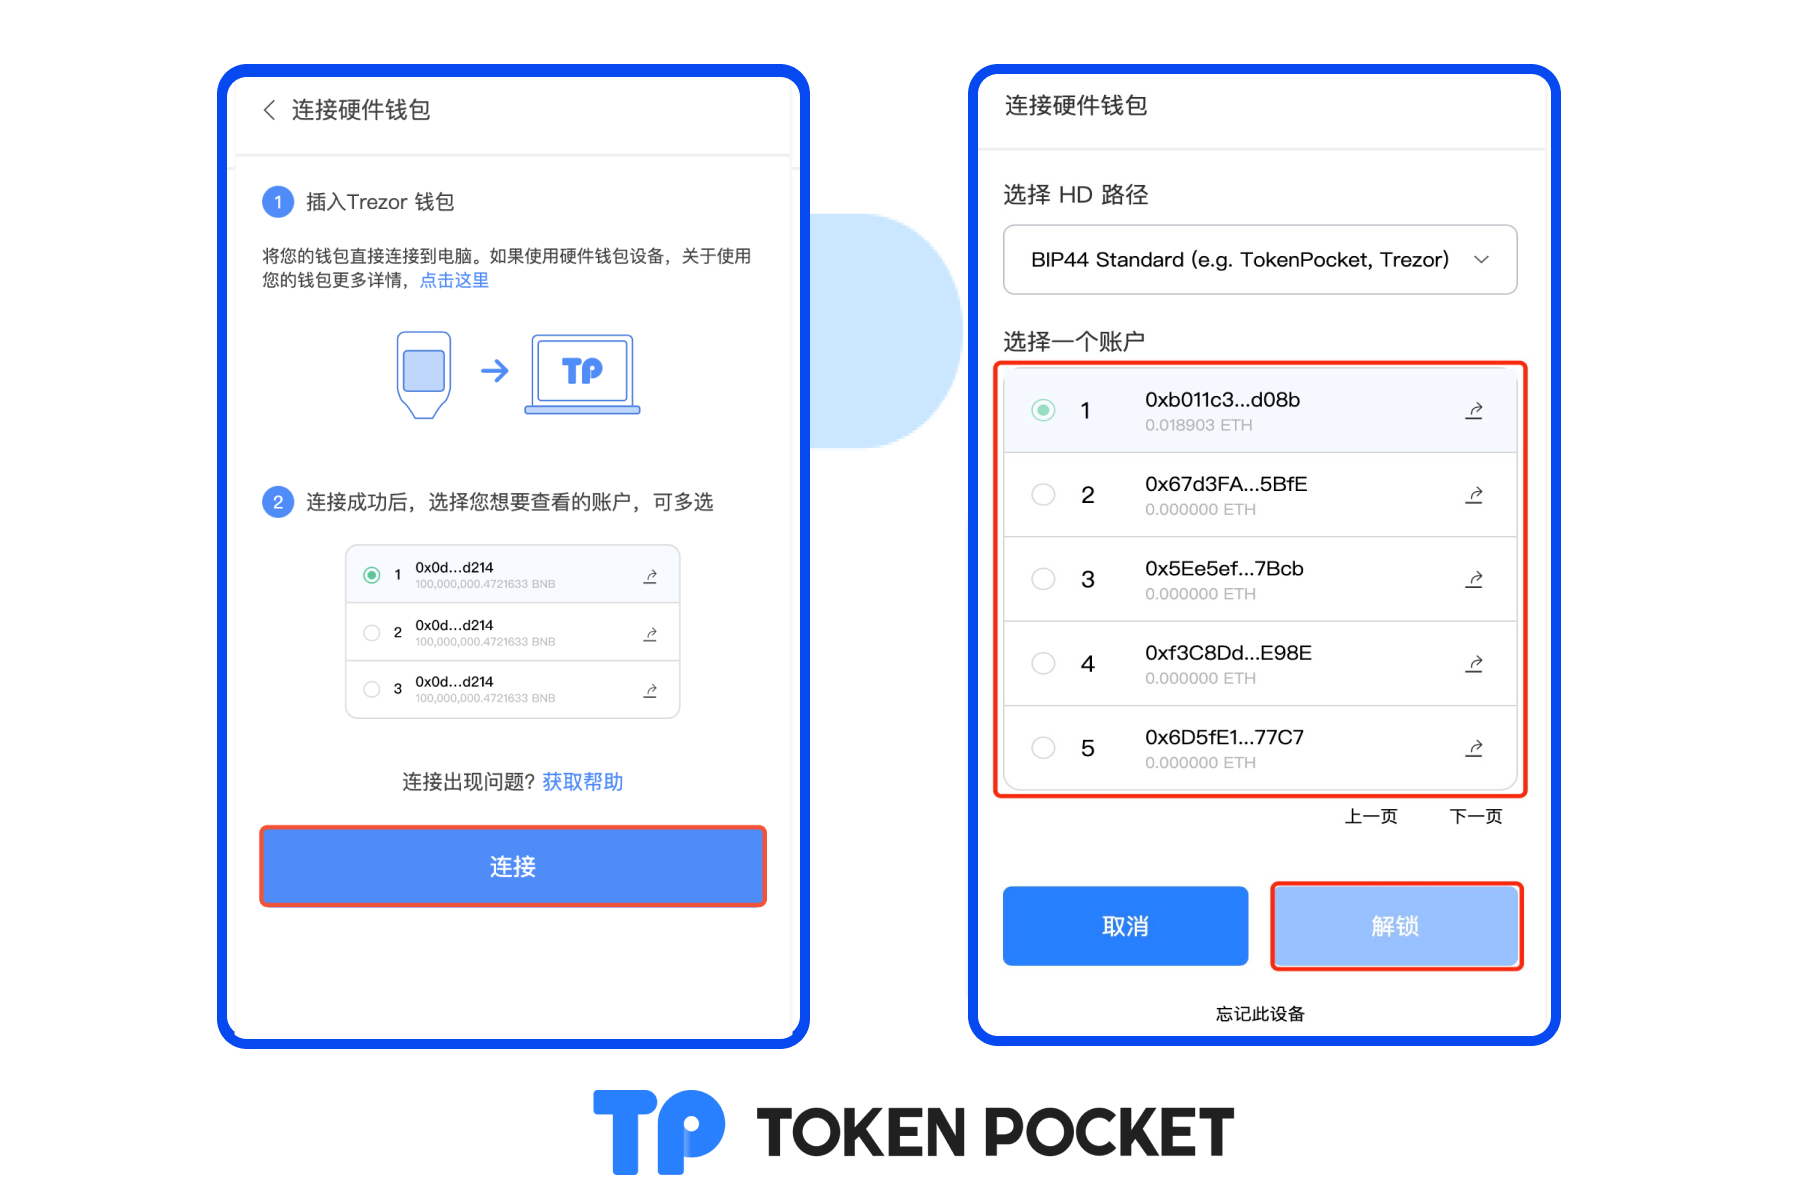 连接硬件钱包
1 插入Trezor 钱包
将您的钱包直接连接到电脑。如果使用硬件钱包设备，关于使用
您的钱包更多详情，点击这里
TP
2 连接成功后，选择您想要查看的账户，可多选
1 0x0d...d214
100,000,000.4721633 BNB
2 0x0d...d214
100,000,000.4721633 BNB
3 0x0d...d214
100,000,000.4721633 BNB
连接出现问题? 获取帮助
连接
连接硬件钱包
选择 HD 路径
BIP44 Standard (e.g. TokenPocket, Trezor)
选择一个账户
1 0xb011c3...d08b
0.018903 ETH
2 0x67d3FA...5BfE
0.000000 ETH
3 0x5Ee5ef...7Bcb
0.000000 ETH
4 0xf3C8Dd...E98E
0.000000 ETH
5 0x6D5fE1...77C7
0.000000 ETH
上一页 下一页
取消 解锁
忘记此设备
TP TOKEN POCKET